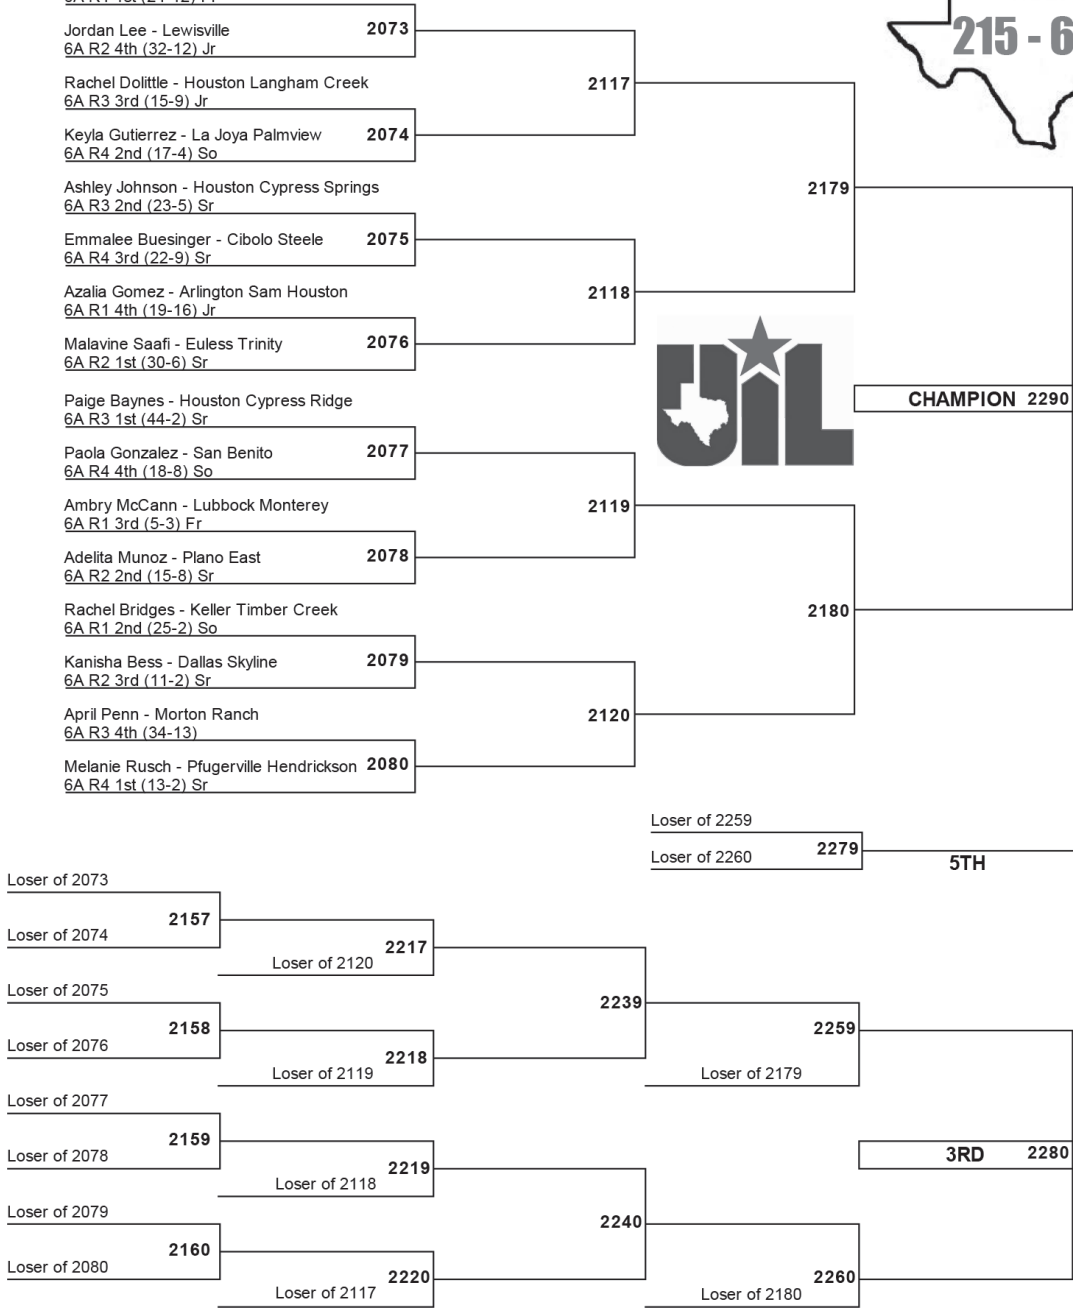 215 - 6
Jordan Lee - Lewisville 2073
6A R2 4th (32-12) Jr
Rachel Dolittle - Houston Langham Creek
6A R3 3rd (15-9) Jr
2117
Keyla Gutierrez - La Joya Palmview 2074
6A R4 2nd (17-4) So
Ashley Johnson - Houston Cypress Springs
6A R3 2nd (23-5) Sr
2179
Emmalee Buesinger - Cibolo Steele 2075
6A R4 3rd (22-9) Sr
Azalia Gomez - Arlington Sam Houston
6A R1 4th (19-16) Jr
2118
Malavine Saafi - Euless Trinity 2076
6A R2 1st (30-6) Sr
UIL
CHAMPION 2290
Paige Baynes - Houston Cypress Ridge
6A R3 1st (44-2) Sr
Paola Gonzalez - San Benito 2077
6A R4 4th (18-8) So
Ambry McCann - Lubbock Monterey
6A R1 3rd (5-3) Fr
2119
Adelita Munoz - Plano East 2078
6A R2 2nd (15-8) Sr
Rachel Bridges - Keller Timber Creek
6A R1 2nd (25-2) So
2180
Kanisha Bess - Dallas Skyline 2079
6A R2 3rd (11-2) Sr
April Penn - Morton Ranch
6A R3 4th (34-13)
2120
Melanie Rusch - Pfugerville Hendrickson 2080
6A R4 1st (13-2) Sr
Loser of 2259
2279
Loser of 2260
5TH
Loser of 2073
2157
Loser of 2074
2217
Loser of 2120
Loser of 2075
2239
2158
2259
Loser of 2076
2218
Loser of 2119
Loser of 2179
Loser of 2077
2159
Loser of 2078
3RD 2280
2219
Loser of 2118
Loser of 2079
2240
2160
Loser of 2080
2220
2260
Loser of 2117
Loser of 2180